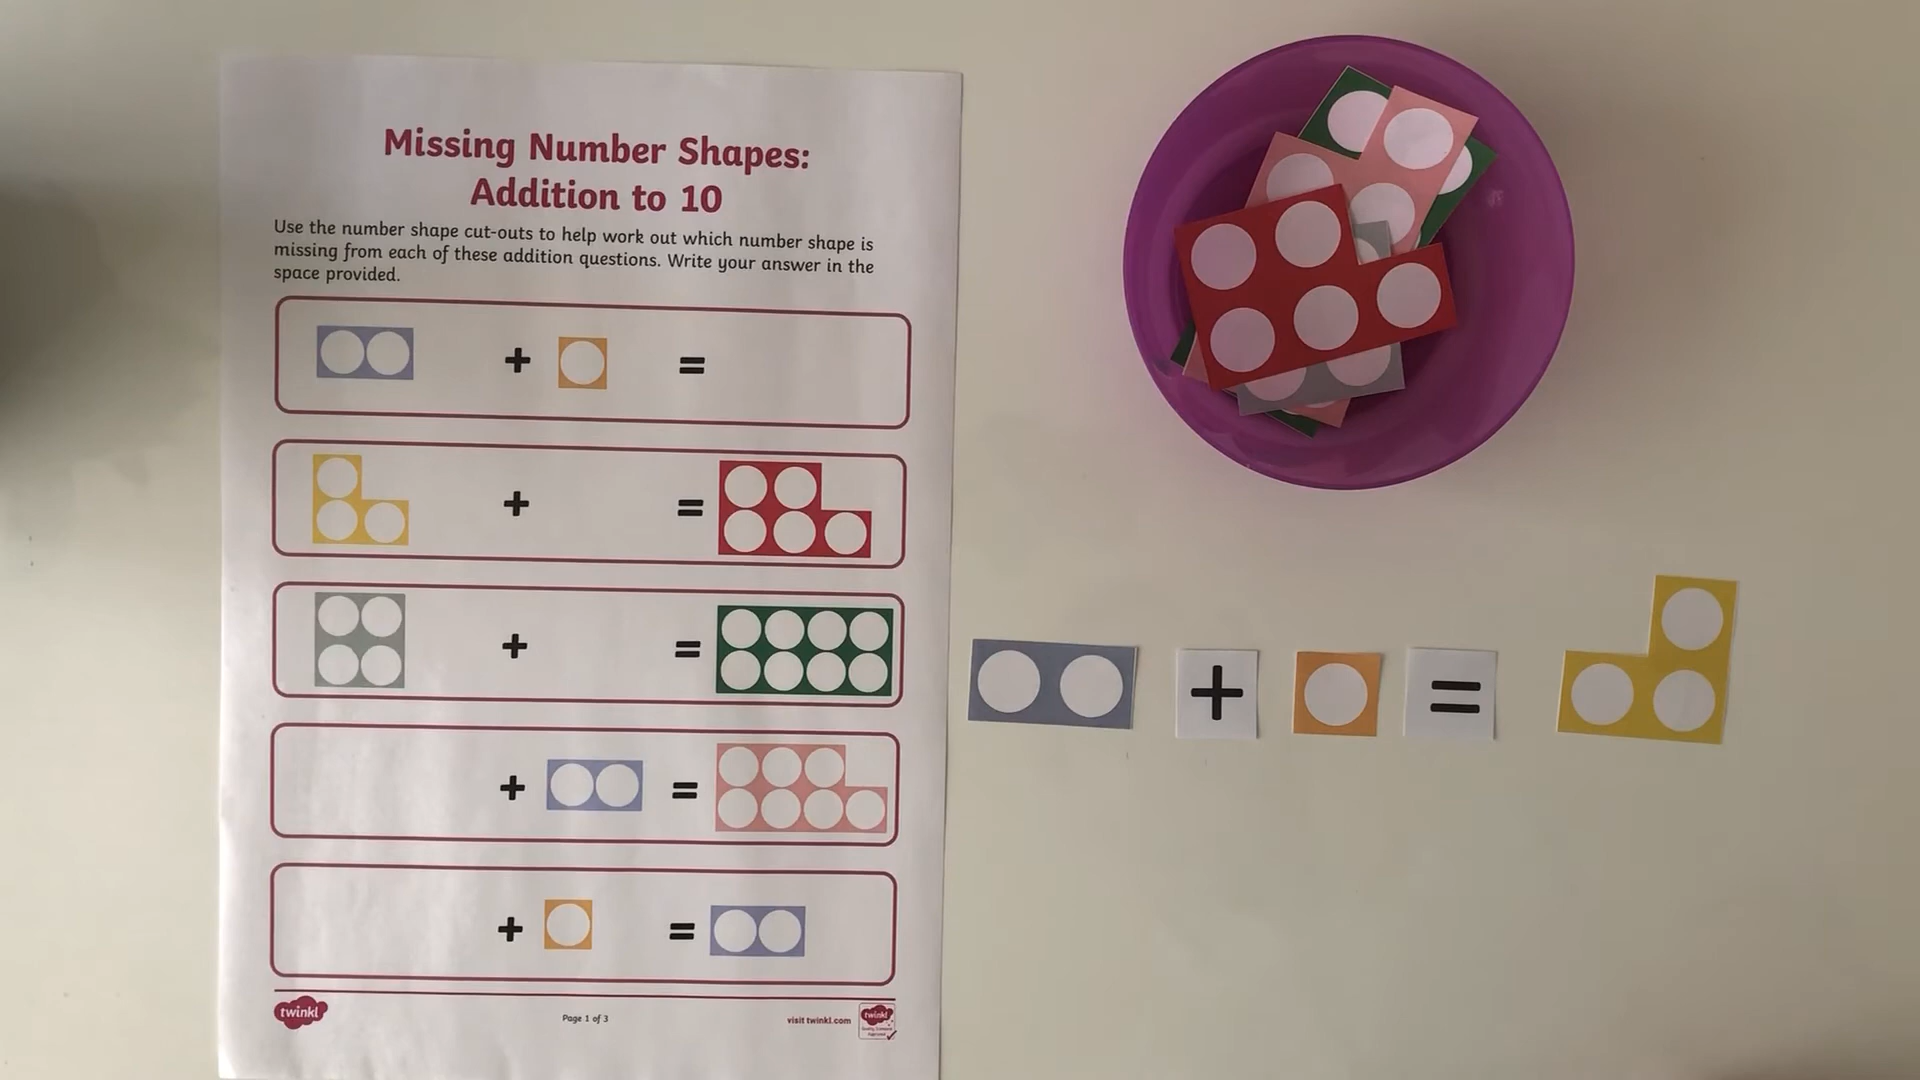 Missing Number Shapes:
Addition to 10
Use the number shape cut-outs to help work out which number shape is
missing from each of these addition questions. Write your answer in the
space provided.
+ =
+ =
+ =
+ =
+ =
+ =
twinkl
Page 1 of 3
visit twinkl.com
twinkl